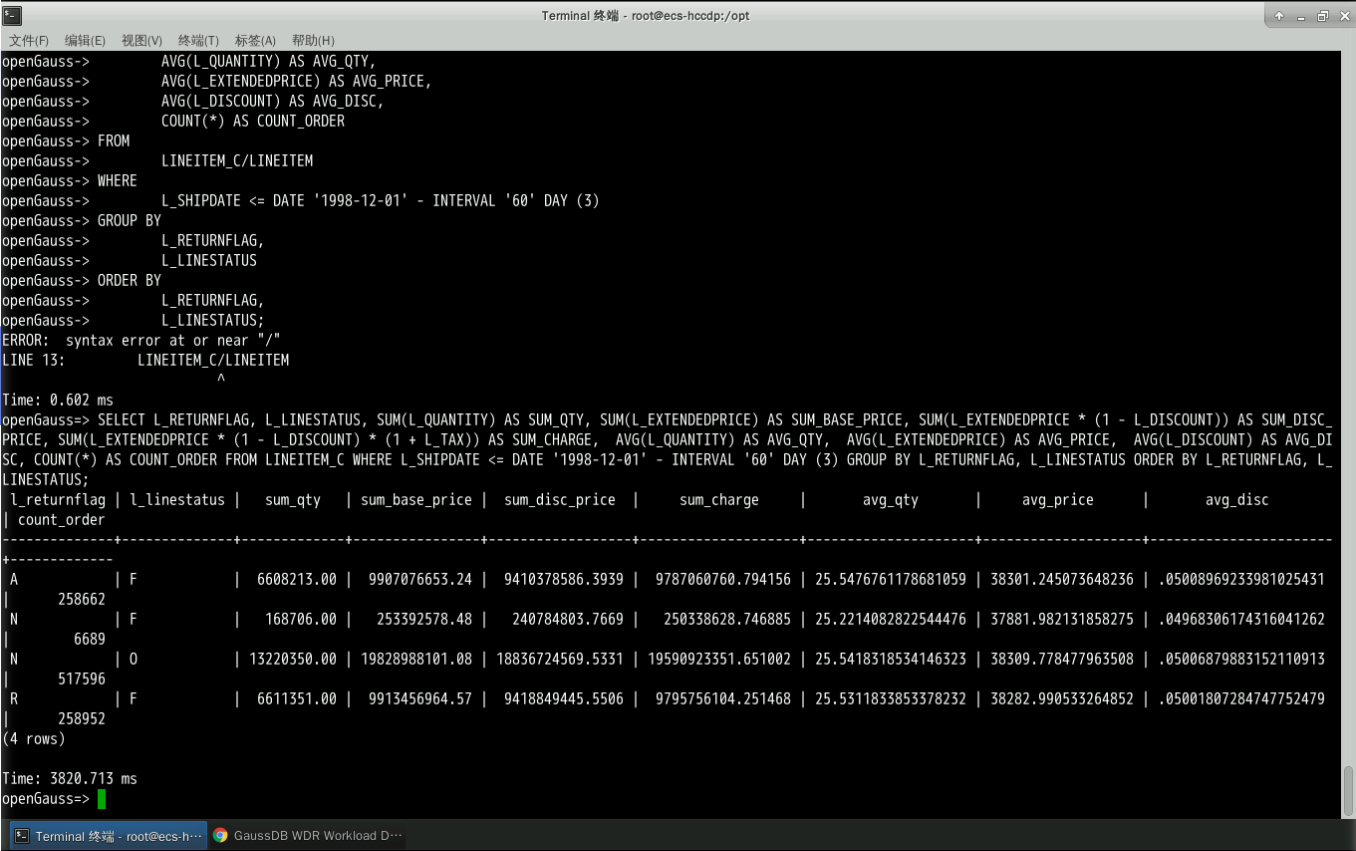 Terminal 终端 - root@ecs-hccdp:/opt
文件(F) 编辑(E) 视图(V) 终端(T) 标签(A) 帮助(H)
openGauss->         AVG(L_QUANTITY) AS AVG_QTY,
openGauss->         AVG(L_EXTENDEDPRICE) AS AVG_PRICE,
openGauss->         AVG(L_DISCOUNT) AS AVG_DISC,
openGauss->         COUNT(*) AS COUNT_ORDER
openGauss-> FROM
openGauss->         LINEITEM_C/LINEITEM
openGauss-> WHERE
openGauss->         L_SHIPDATE <= DATE '1998-12-01' - INTERVAL '60' DAY (3)
openGauss-> GROUP BY
openGauss->         L_RETURNFLAG,
openGauss->         L_LINESTATUS
openGauss-> ORDER BY
openGauss->         L_RETURNFLAG,
openGauss->         L_LINESTATUS;
ERROR:  syntax error at or near "/"
LINE 13:         LINEITEM_C/LINEITEM
                           ^
Time: 0.602 ms
openGauss=> SELECT L_RETURNFLAG, L_LINESTATUS, SUM(L_QUANTITY) AS SUM_QTY, SUM(L_EXTENDEDPRICE) AS SUM_BASE_PRICE, SUM(L_EXTENDEDPRICE * (1 - L_DISCOUNT)) AS SUM_DISC_
PRICE, SUM(L_EXTENDEDPRICE * (1 - L_DISCOUNT) * (1 + L_TAX)) AS SUM_CHARGE,  AVG(L_QUANTITY) AS AVG_QTY,  AVG(L_EXTENDEDPRICE) AS AVG_PRICE,  AVG(L_DISCOUNT) AS AVG_DI
SC, COUNT(*) AS COUNT_ORDER FROM LINEITEM_C WHERE L_SHIPDATE <= DATE '1998-12-01' - INTERVAL '60' DAY (3) GROUP BY L_RETURNFLAG, L_LINESTATUS ORDER BY L_RETURNFLAG, L_
LINESTATUS;
 l_returnflag | l_linestatus |   sum_qty   | sum_base_price | sum_disc_price  |     sum_charge     |       avg_qty       |     avg_price      |       avg_disc
| count_order
--------------+--------------+-------------+----------------+-----------------+--------------------+---------------------+--------------------+-----------------------
+-------------
 A            | F            |  6608213.00 |  9907076653.24 |  9410378586.3939 |  9787060760.794156 | 25.5476761178681059 | 38301.245073648236 | .05008969233981025431
|      258662
 N            | F            |   168706.00 |   253392578.48 |   240784803.7669 |   250338628.746885 | 25.2214082822544476 | 37881.982131858275 | .04968306174316041262
|        6689
 N            | O            | 13220350.00 | 19828988101.08 | 18836724569.5331 | 19590923351.651002 | 25.5418318534146323 | 38309.778477963508 | .05006879883152110913
|      517596
 R            | F            |  6611351.00 |  9913456964.57 |  9418849445.5506 |  9795756104.251468 | 25.5311833853378232 | 38282.990533264852 | .05001807284747752479
|      258952
(4 rows)
Time: 3820.713 ms
openGauss=>
Terminal 终端 - root@ecs-h··· GaussDB WDR Workload D···